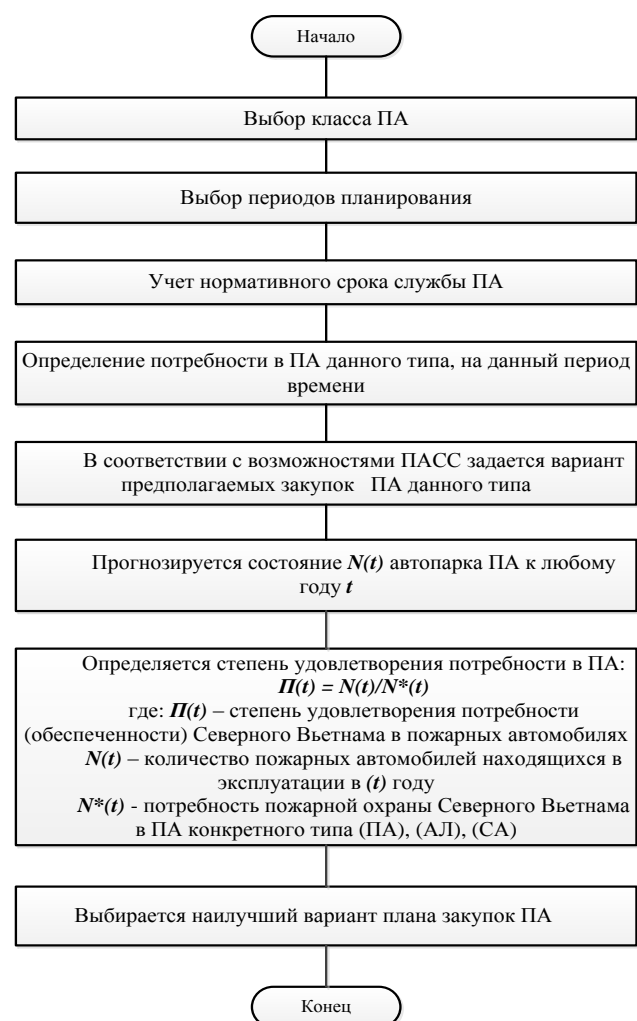 Начало
Выбор класса ПА
Выбор периодов планирования
Учет нормативного срока службы ПА
Определение потребности в ПА данного типа, на данный период
времени
В соответствии с возможностями ПАСС задается вариант
предполагаемых закупок ПА данного типа
Прогнозируется состояние N(t) автопарка ПА к любому
году t
Определяется степень удовлетворения потребности в ПА:
П(t) = N(t)/N*(t)
где: П(t) – степень удовлетворения потребности
(обеспеченности) Северного Вьетнама в пожарных автомобилях
N(t) – количество пожарных автомобилей находящихся в
эксплуатации в (t) году
N*(t) - потребность пожарной охраны Северного Вьетнама
в ПА конкретного типа (ПА), (АЛ), (СА)
Выбирается наилучший вариант плана закупок ПА
Конец